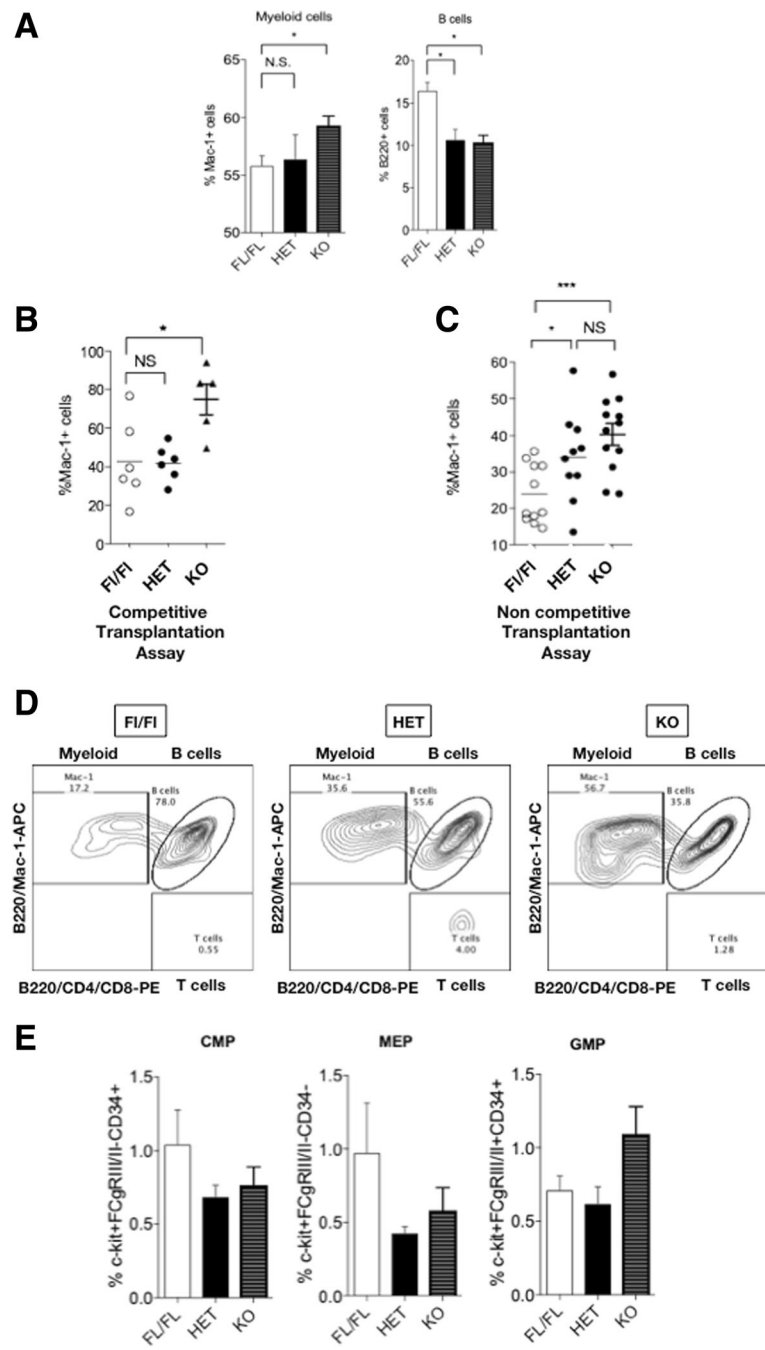 A
Myeloid cells
*
N.S.
% Mac-1+ cells
65
60
55
50
FL/FL
HET
KO
B cells
*
*
% B220+ cells
20
15
10
5
0
FL/FL
HET
KO
B
*
NS
%Mac-1+ cells
100
80
60
40
20
0
Fl/Fl
HET
KO
Competitive
Transplantation
Assay
C
***
*
NS
%Mac-1+ cells
60
50
40
30
20
10
Fl/Fl
HET
KO
Non competitive
Transplantation
Assay
D
Fl/Fl
Myeloid
B cells
Mac-1
17.2
B cells
78.0
T cells
0.55
B220/Mac-1-APC
B220/CD4/CD8-PE
T cells
HET
Myeloid
B cells
Mac-1
35.6
B cells
55.6
T cells
4.00
B220/Mac-1-APC
B220/CD4/CD8-PE
T cells
KO
Myeloid
B cells
Mac-1
56.7
B cells
35.8
T cells
1.28
B220/Mac-1-APC
B220/CD4/CD8-PE
T cells
E
CMP
% c-kit+FCgRIII/II-CD34+
1.5
1.0
0.5
0.0
FL/FL
HET
KO
MEP
% c-kit+FCgRIII/II-CD34-
1.5
1.0
0.5
0.0
FL/FL
HET
KO
GMP
% c-kit+FCgRIII/II+CD34+
1.5
1.0
0.5
0.0
FL/FL
HET
KO